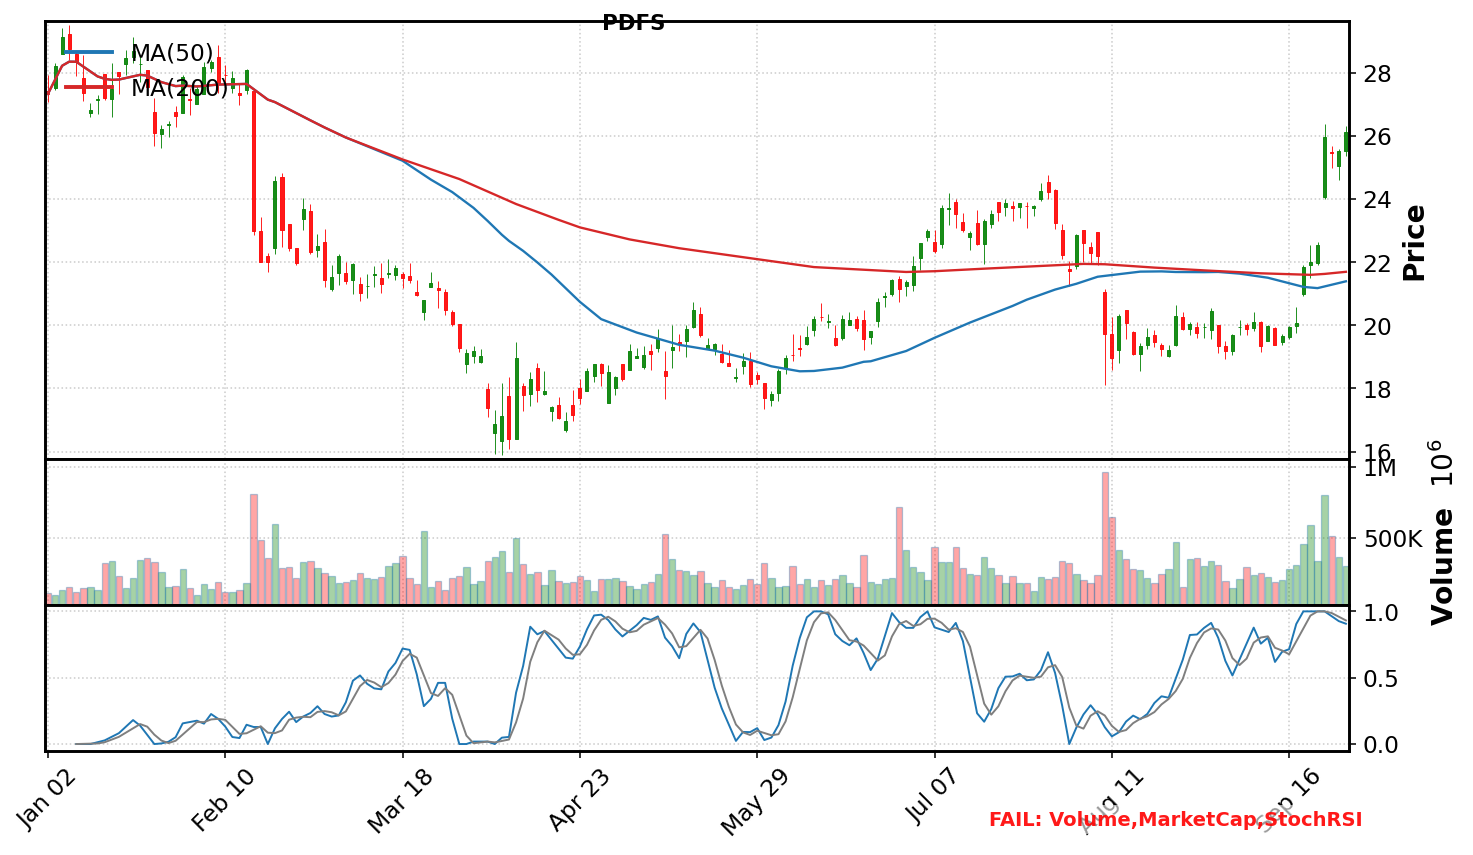 PDFS
MA(50)
MA(200)
28
26
24
22
20
18
16
Price
1M
500K
Volume 10⁶
1.0
0.5
0.0
Jan 02
Feb 10
Mar 18
Apr 23
May 29
Jul 07
Aug 11
Sep 16
FAIL: Volume,MarketCap,StochRSI